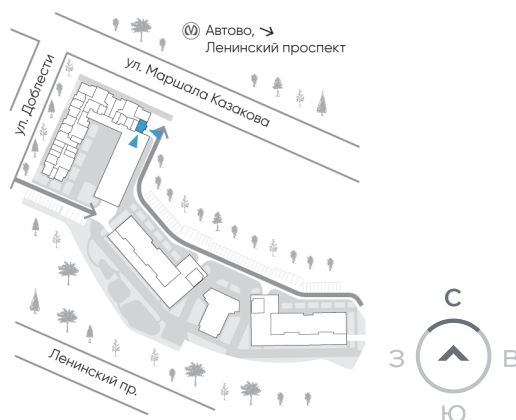 Автово,
Ленинский проспект
ул. Маршала Казакова
ул. Доблести
Ленинский пр.
С
З
В
Ю